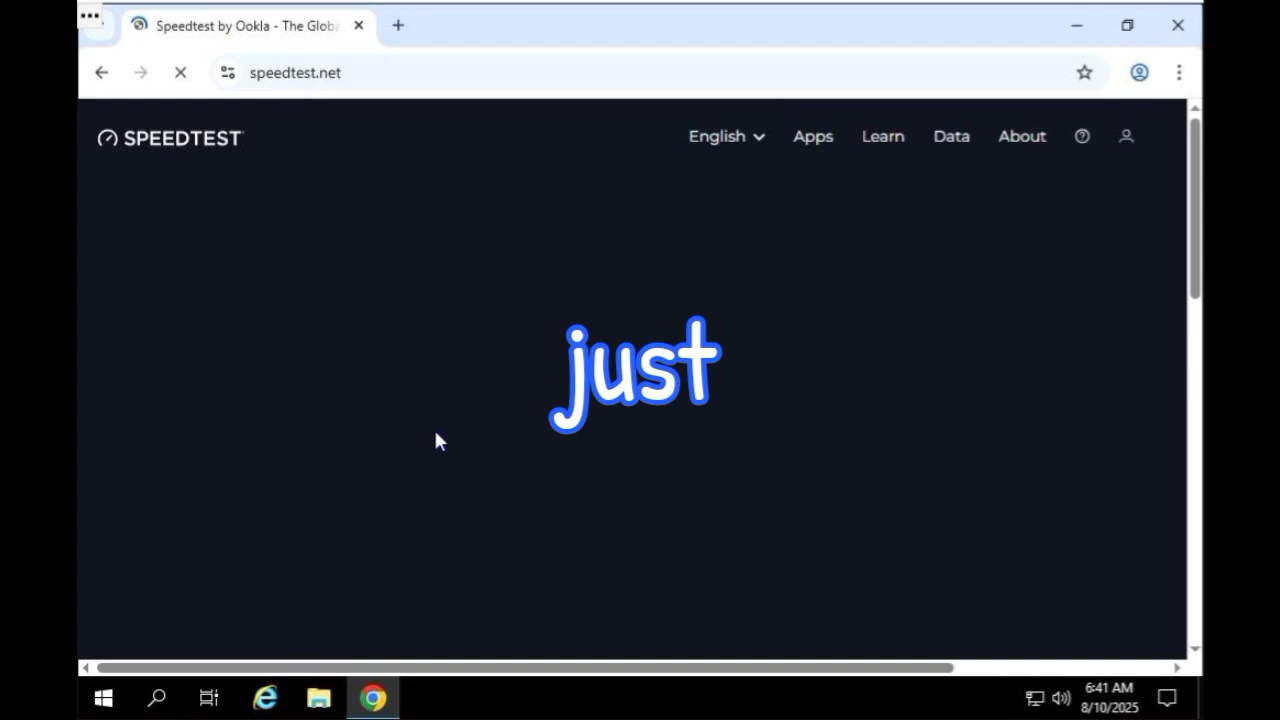 Speedtest by Ookla - The Globa
speedtest.net
SPEEDTEST
English
Apps
Learn
Data
About
just
6:41 AM
8/10/2025